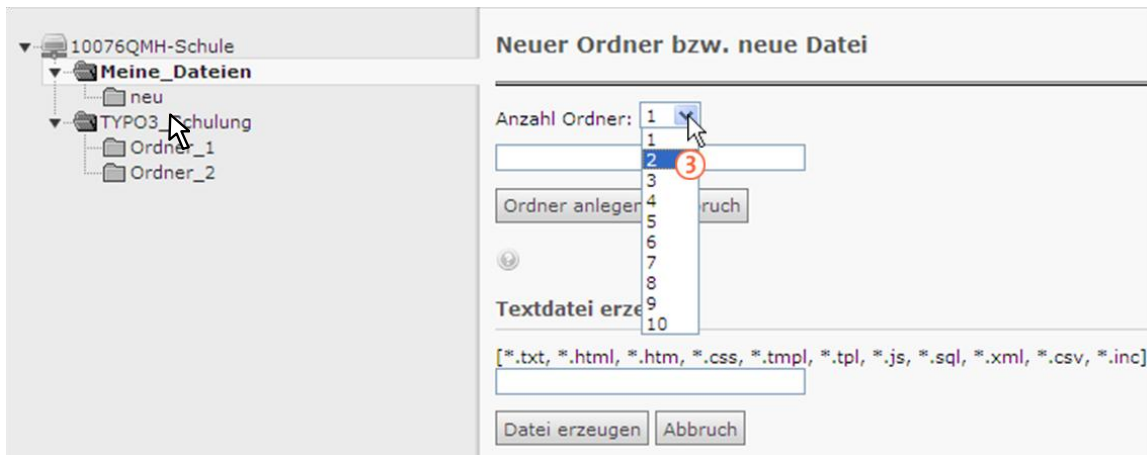 10076QMH-Schule
Meine_Dateien
neu
TYPO3_Schulung
Ordner_1
Ordner_2
Neuer Ordner bzw. neue Datei
Anzahl Ordner: 1
1
2
3
3
4
5
6
7
8
9
10
Ordner anlegen
Textdatei
[*.txt, *.html, *.htm, *.css, *.tmpl, *.tpl, *.js, *.sql, *.xml, *.csv, *.inc]
Datei erzeugen Abbruch